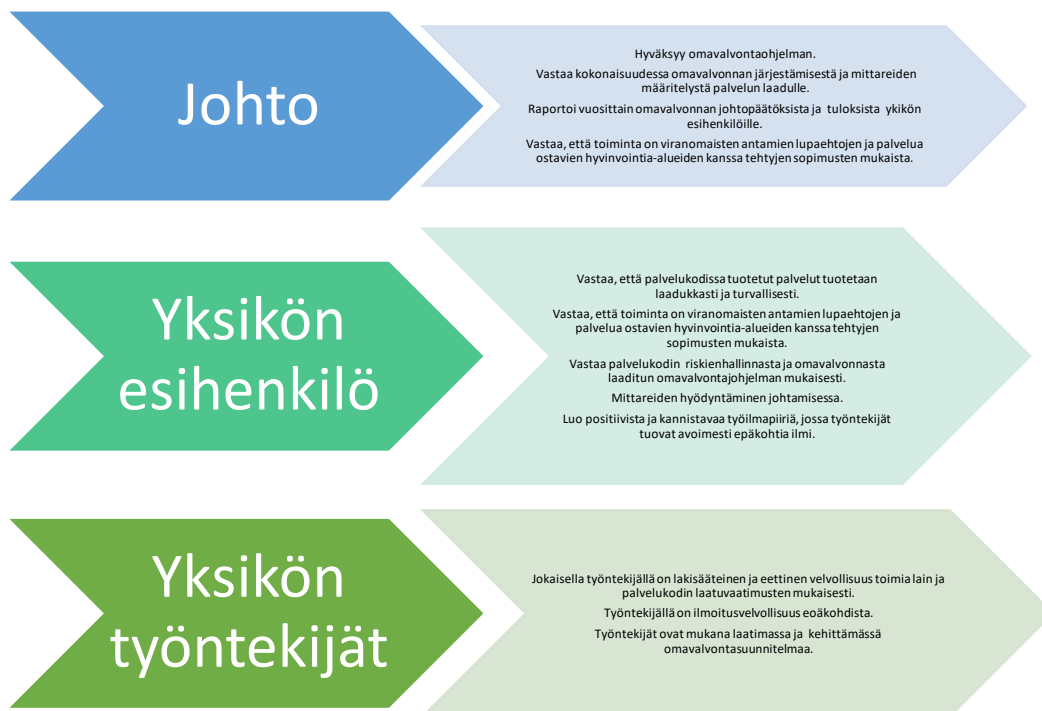 Johto
Hyväksyy omavalvontaohjelman.
Vastaa kokonaisuudessa omavalvonnan järjestämisestä ja mittareiden
määritelystä palvelun laadulle.
Raportoi vuosittain omavalvonnan johtopäätöksista ja tuloksista ykikön
esihenkilöille.
Vastaa, että toiminta on viranomaisten antamien lupaehtojen ja palvelua
ostavien hyvinvointia-alueiden kanssa tehtyjen sopimusten mukaista.
Yksikön
esihenkilö
Vastaa, että palvelukodissa tuotetut palvelut tuotetaan
laadukkasti ja turvallisesti.
Vastaa, että toiminta on viranomaisten antamien lupaehtojen ja
palvelua ostavien hyvinvointia-alueiden kanssa tehtyjen
sopimusten mukaista.
Vastaa palvelukodin riskienhallinnasta ja omavalvonnasta
laaditun omavalvontajohjelman mukaisesti.
Mittareiden hyödyntäminen johtamisessa.
Luo positiivista ja kannistavaa työilmapiiriä, jossa työntekijät
tuovat avoimesti epäkohtia ilmi.
Yksikön
työntekijät
Jokaisella työntekijällä on lakisääteinen ja eettinen velvollisuus toimia lain ja
palvelukodin laatuvaatimusten mukaisesti.
Työntekijällä on ilmoitusvelvollisuus eoäkohdista.
Työntekijät ovat mukana laatimassa ja kehittämässä
omavalvontasuunnitelmaa.